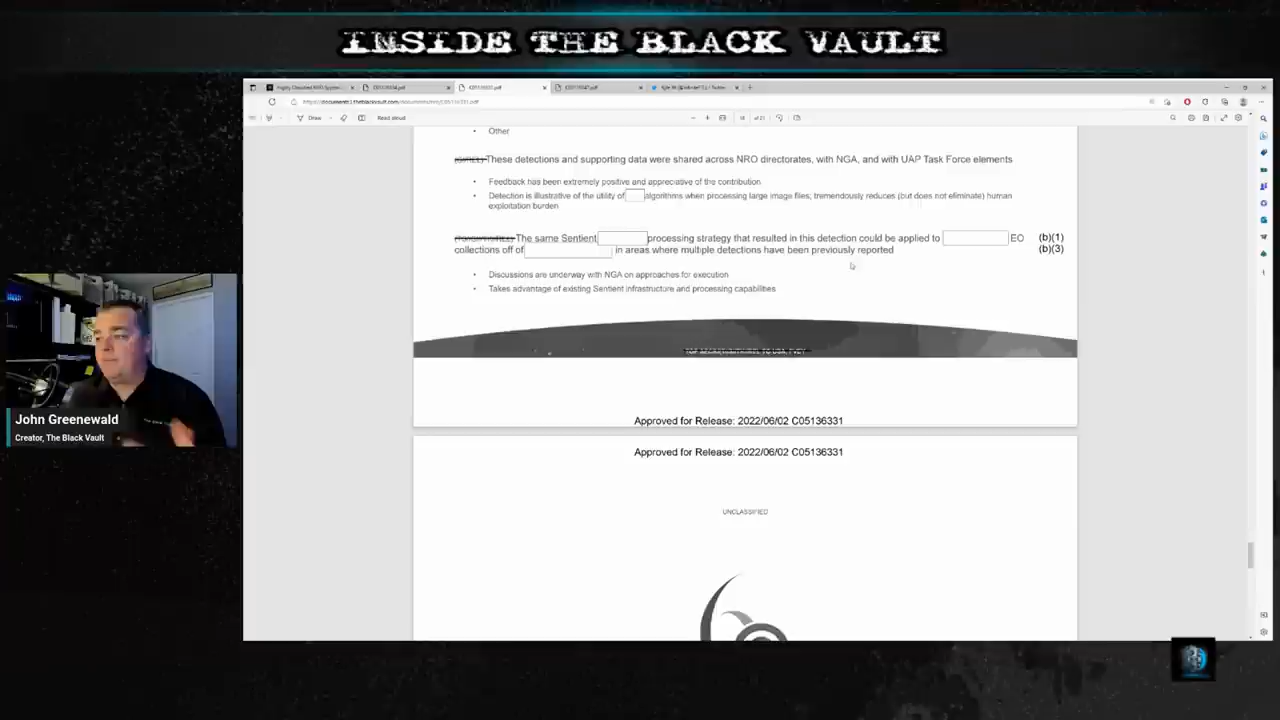 INSIDE THE BLACK VAULT
Read aloud
of 21
Other
These detections and supporting data were shared across NRO directorates, with NGA, and with UAP Task Force elements
Feedback has been extremely positive and appreciative of the contribution
Detection is illustrative of the utility of algorithms when processing large image files; tremendously reduces (but does not eliminate) human
exploitation burden
The same Sentient processing strategy that resulted in this detection could be applied to EO (b)(1)
collections off of in areas where multiple detections have been previously reported (b)(3)
Discussions are underway with NGA on approaches for execution
Takes advantage of existing Sentient infrastructure and processing capabilities
Approved for Release: 2022/06/02 C05136331
Approved for Release: 2022/06/02 C05136331
UNCLASSIFIED
John Greenewald
Creator, The Black Vault